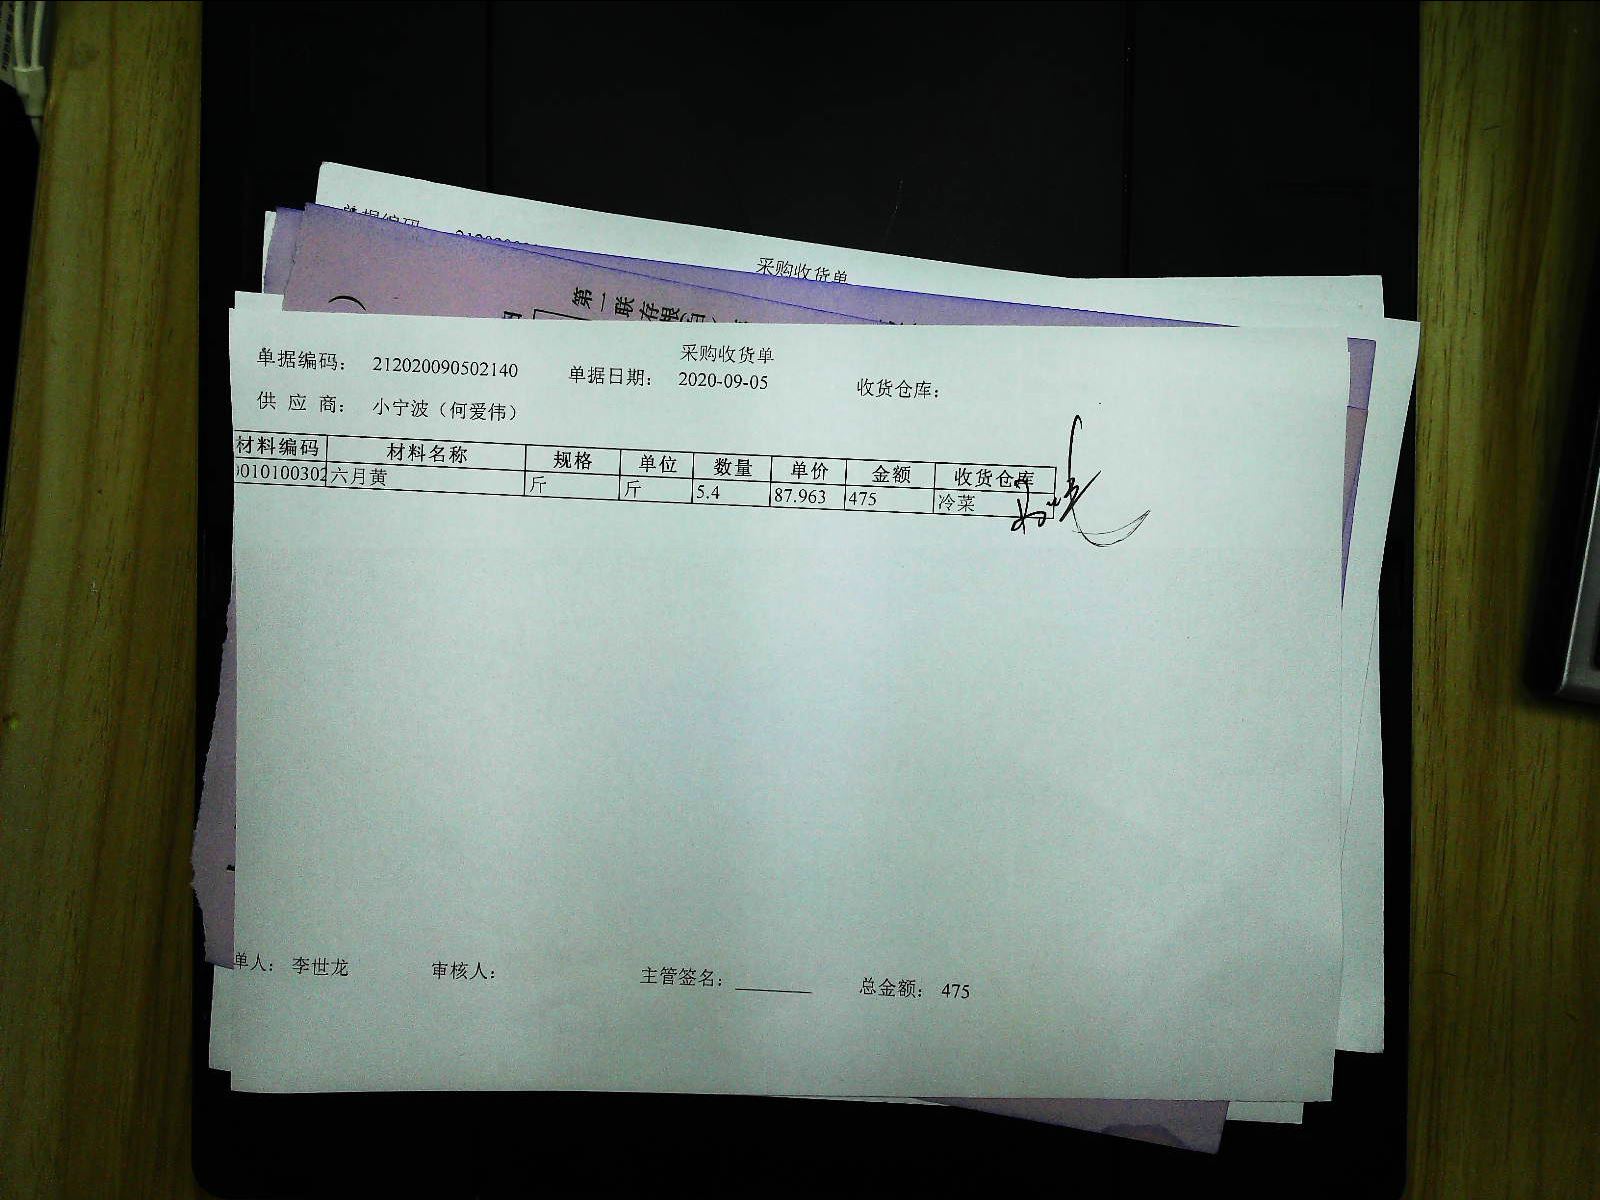 采购收货单
第一联存根(白)
采购收货单
单据编码： 212020090502140 单据日期： 2020-09-05 收货仓库：
供 应 商： 小宁波（何爱伟）
材料编码 材料名称 规格 单位 数量 单价 金额 收货仓库
0010100302 六月黄 斤 斤 5.4 87.963 475 冷菜
单人： 李世龙 审核人： 主管签名： 总金额： 475